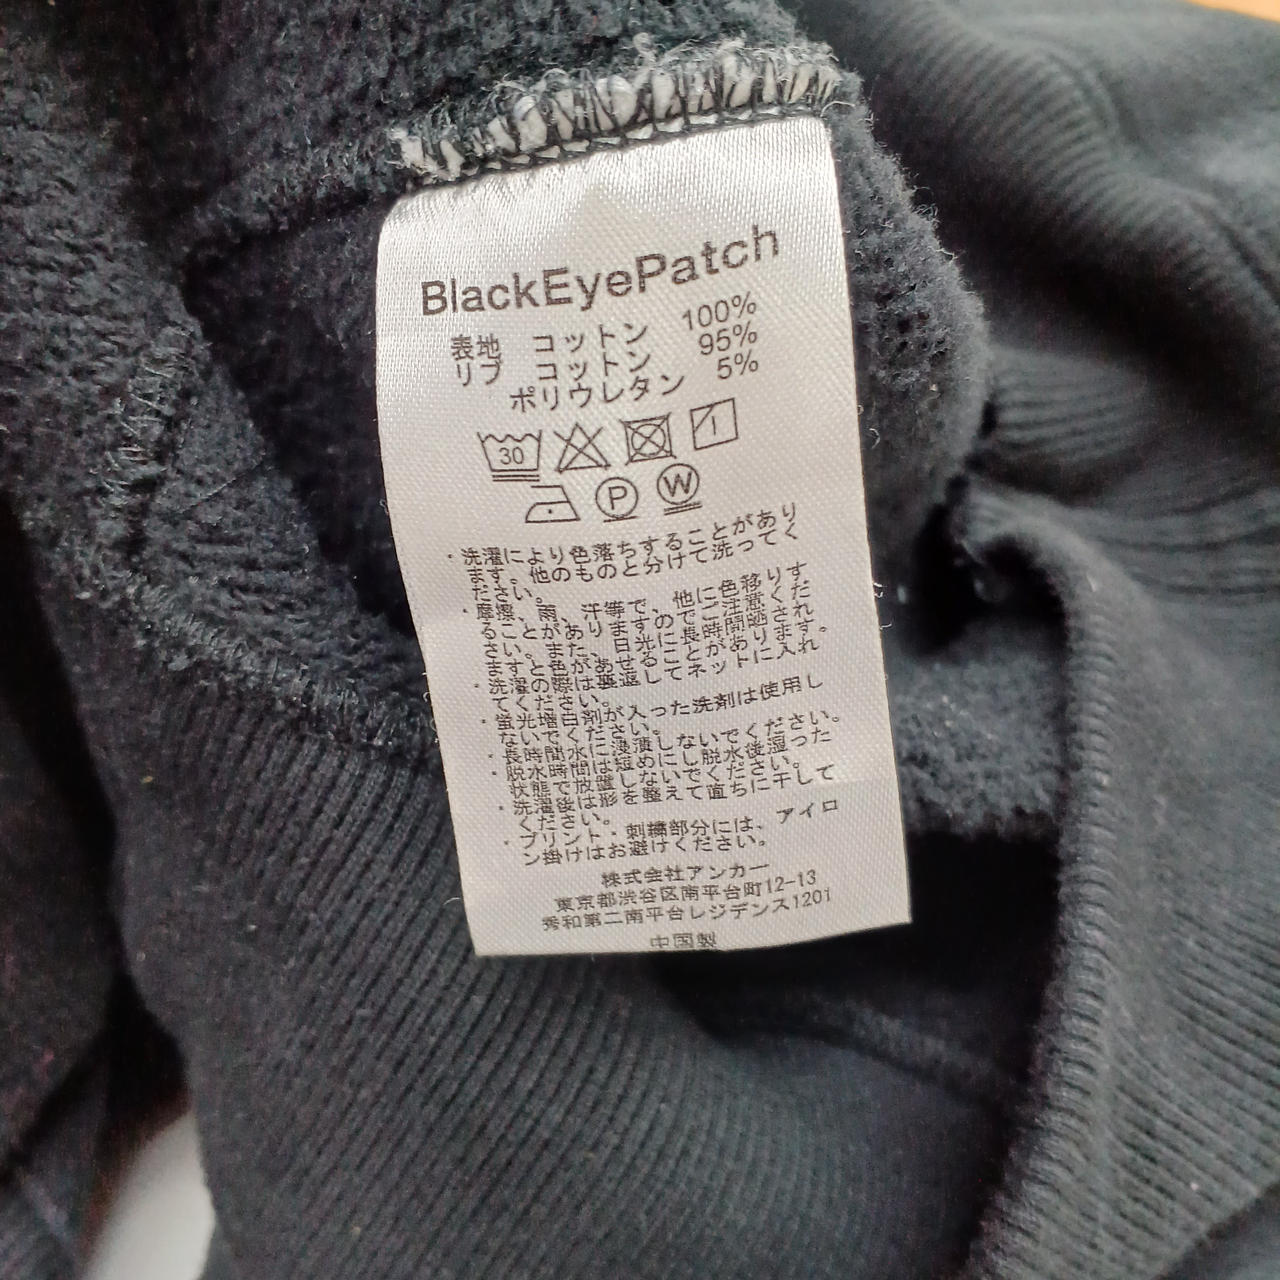 BlackEyePatch
表地 コットン 100%
リブ コットン 95%
ポリウレタン 5%
30
P
W
・洗濯により色落ちすることがあり
ます。他のものと分けて洗ってく
ださい。
・摩擦、雨、汗等で、他に色移りす
ることがありますのでご注意くだ
さい。また、日光に長時間晒され
ますと色があせることがあります。
・洗濯の際は裏返してネットに入れ
てください。
・蛍光増白剤が入った洗剤は使用し
ないでください。
・長時間水に浸漬しないでください。
・脱水時間は短めにし脱水後湿った
状態で放置しないでください。
・洗濯後は形を整えて直ちに干して
ください。
・プリント・刺繍部分には、アイロ
ン掛けはお避けください。
株式会社アンカー
東京都渋谷区南平台町12-13
秀和第二南平台レジデンス1201
中国製